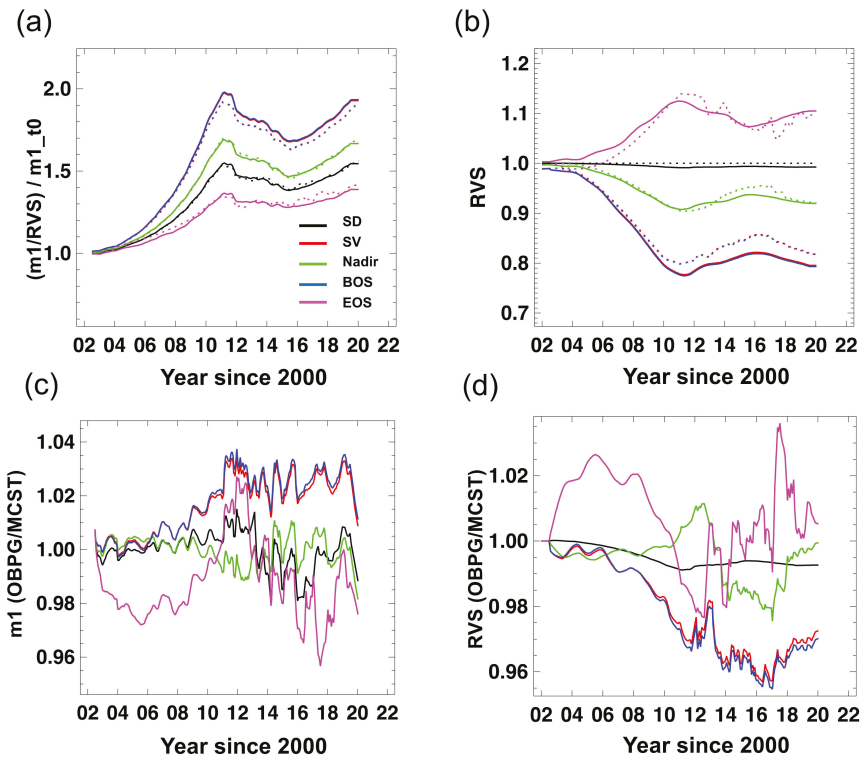 (a)
(m1/RVS) / m1_t0
2.0
1.5
1.0
SD
SV
Nadir
BOS
EOS
02 04 06 08 10 12 14 16 18 20 22
Year since 2000
(b)
RVS
1.2
1.1
1.0
0.9
0.8
0.7
02 04 06 08 10 12 14 16 18 20 22
Year since 2000
(c)
m1 (OBPG/MCST)
1.04
1.02
1.00
0.98
0.96
02 04 06 08 10 12 14 16 18 20 22
Year since 2000
(d)
RVS (OBPG/MCST)
1.02
1.00
0.98
0.96
02 04 06 08 10 12 14 16 18 20 22
Year since 2000